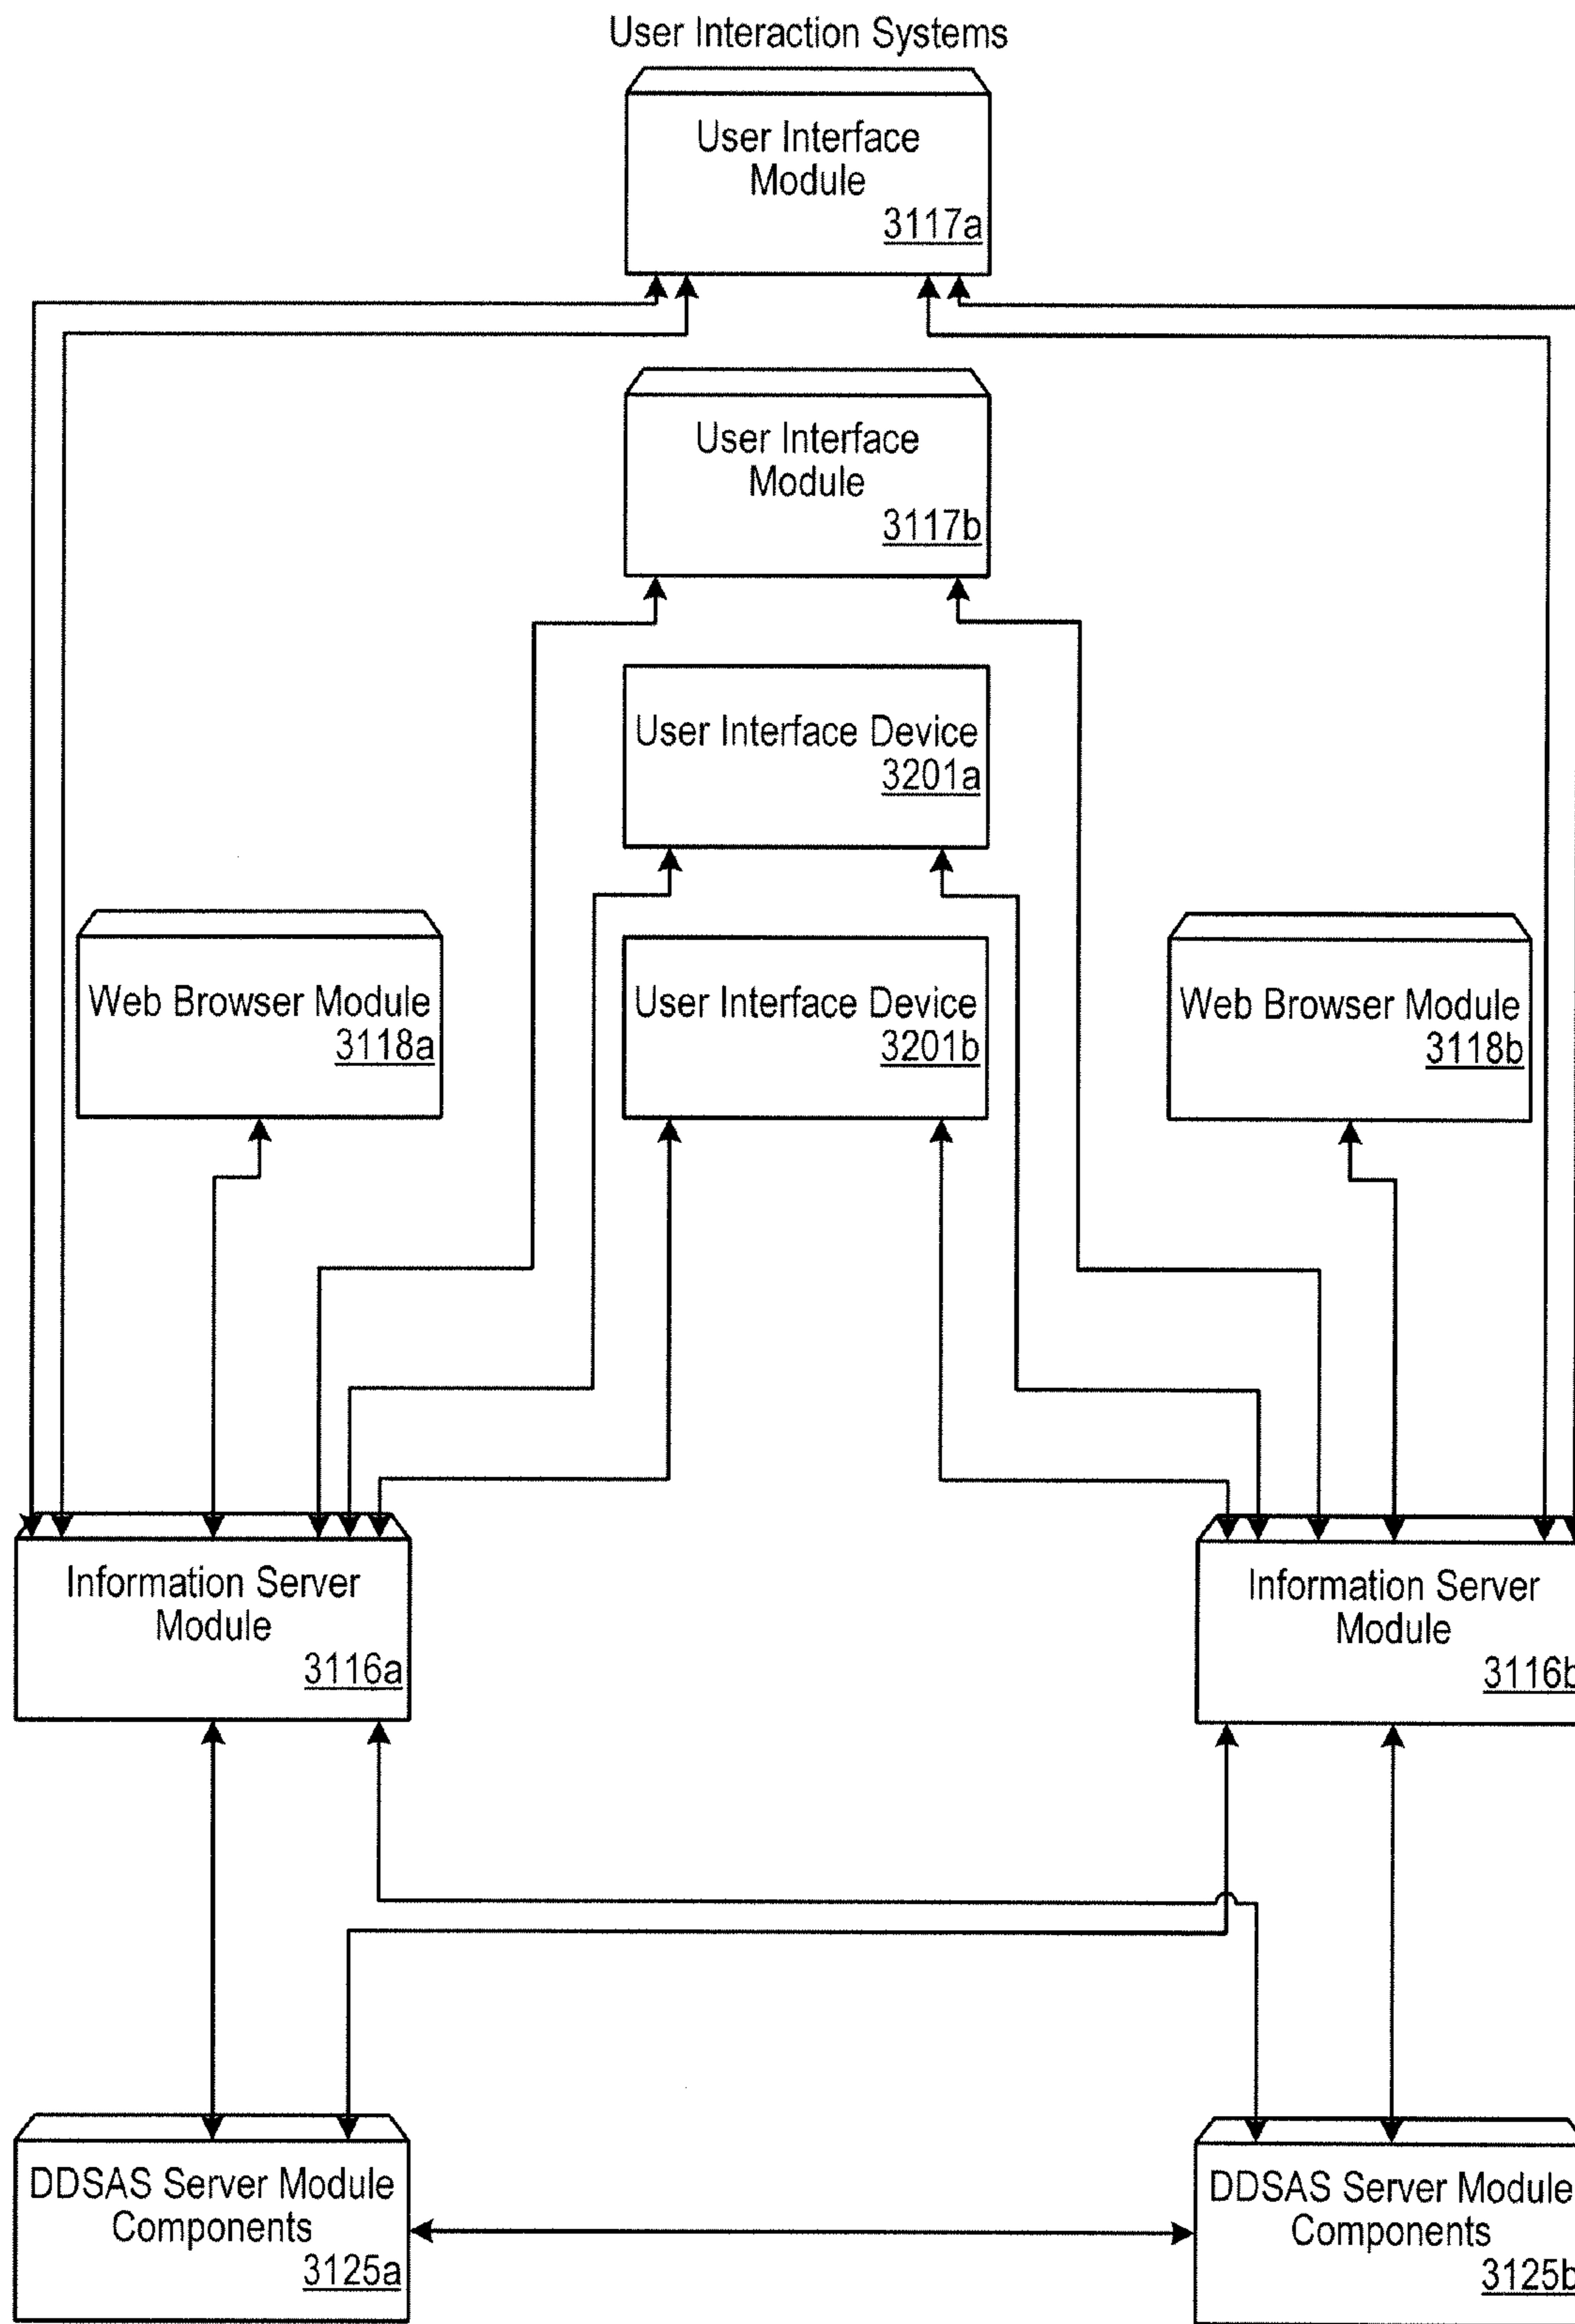 User Interaction Systems
User Interface
Module
3117a
User Interface
Module
3117b
User Interface Device
3201a
Web Browser Module
3118a
User Interface Device
3201b
Web Browser Module
3118b
Information Server
Module
3116a
Information Server
Module
3116b
DDSAS Server Module
Components
3125a
DDSAS Server Module
Components
3125b